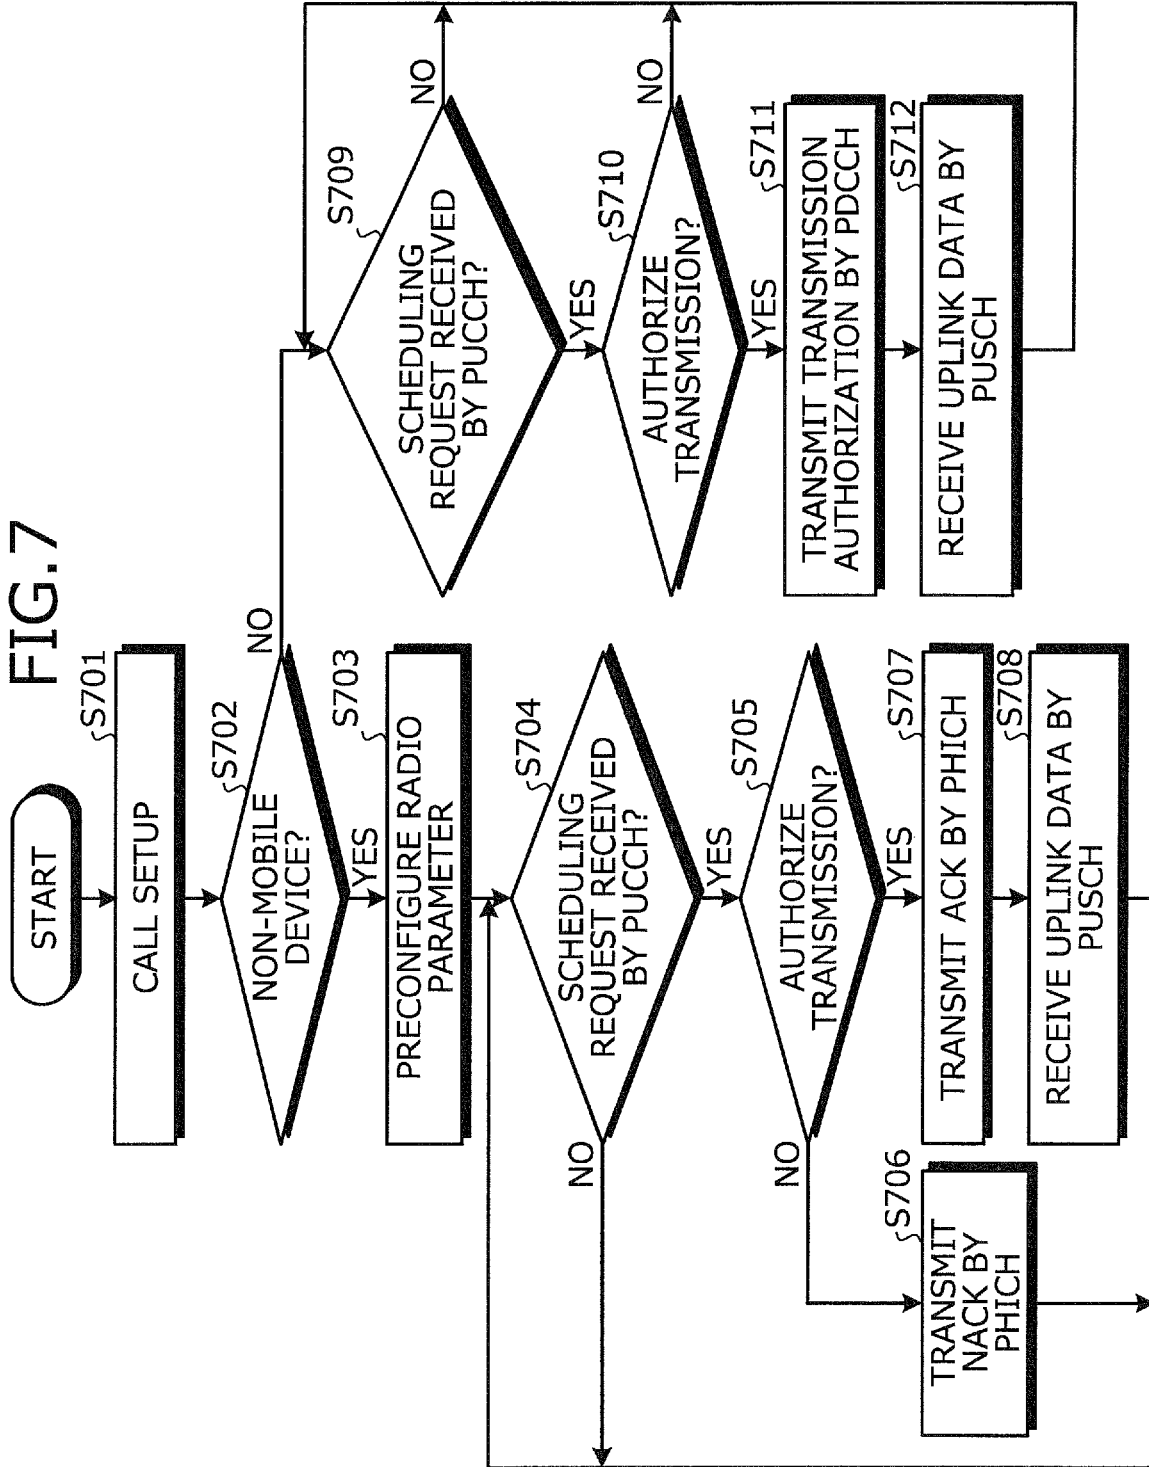 FIG.7
START
S701
CALL SETUP
S702
NON-MOBILE
DEVICE?
NO
YES
S703
PRECONFIGURE RADIO
PARAMETER
S704
SCHEDULING
REQUEST RECEIVED
BY PUCCH?
NO
YES
S705
AUTHORIZE
TRANSMISSION?
NO
YES
S706
TRANSMIT
NACK BY
PHICH
S707
TRANSMIT ACK BY PHICH
S708
RECEIVE UPLINK DATA BY
PUSCH
S709
SCHEDULING
REQUEST RECEIVED
BY PUCCH?
NO
YES
S710
AUTHORIZE
TRANSMISSION?
NO
YES
S711
TRANSMIT TRANSMISSION
AUTHORIZATION BY PDCCH
S712
RECEIVE UPLINK DATA BY
PUSCH